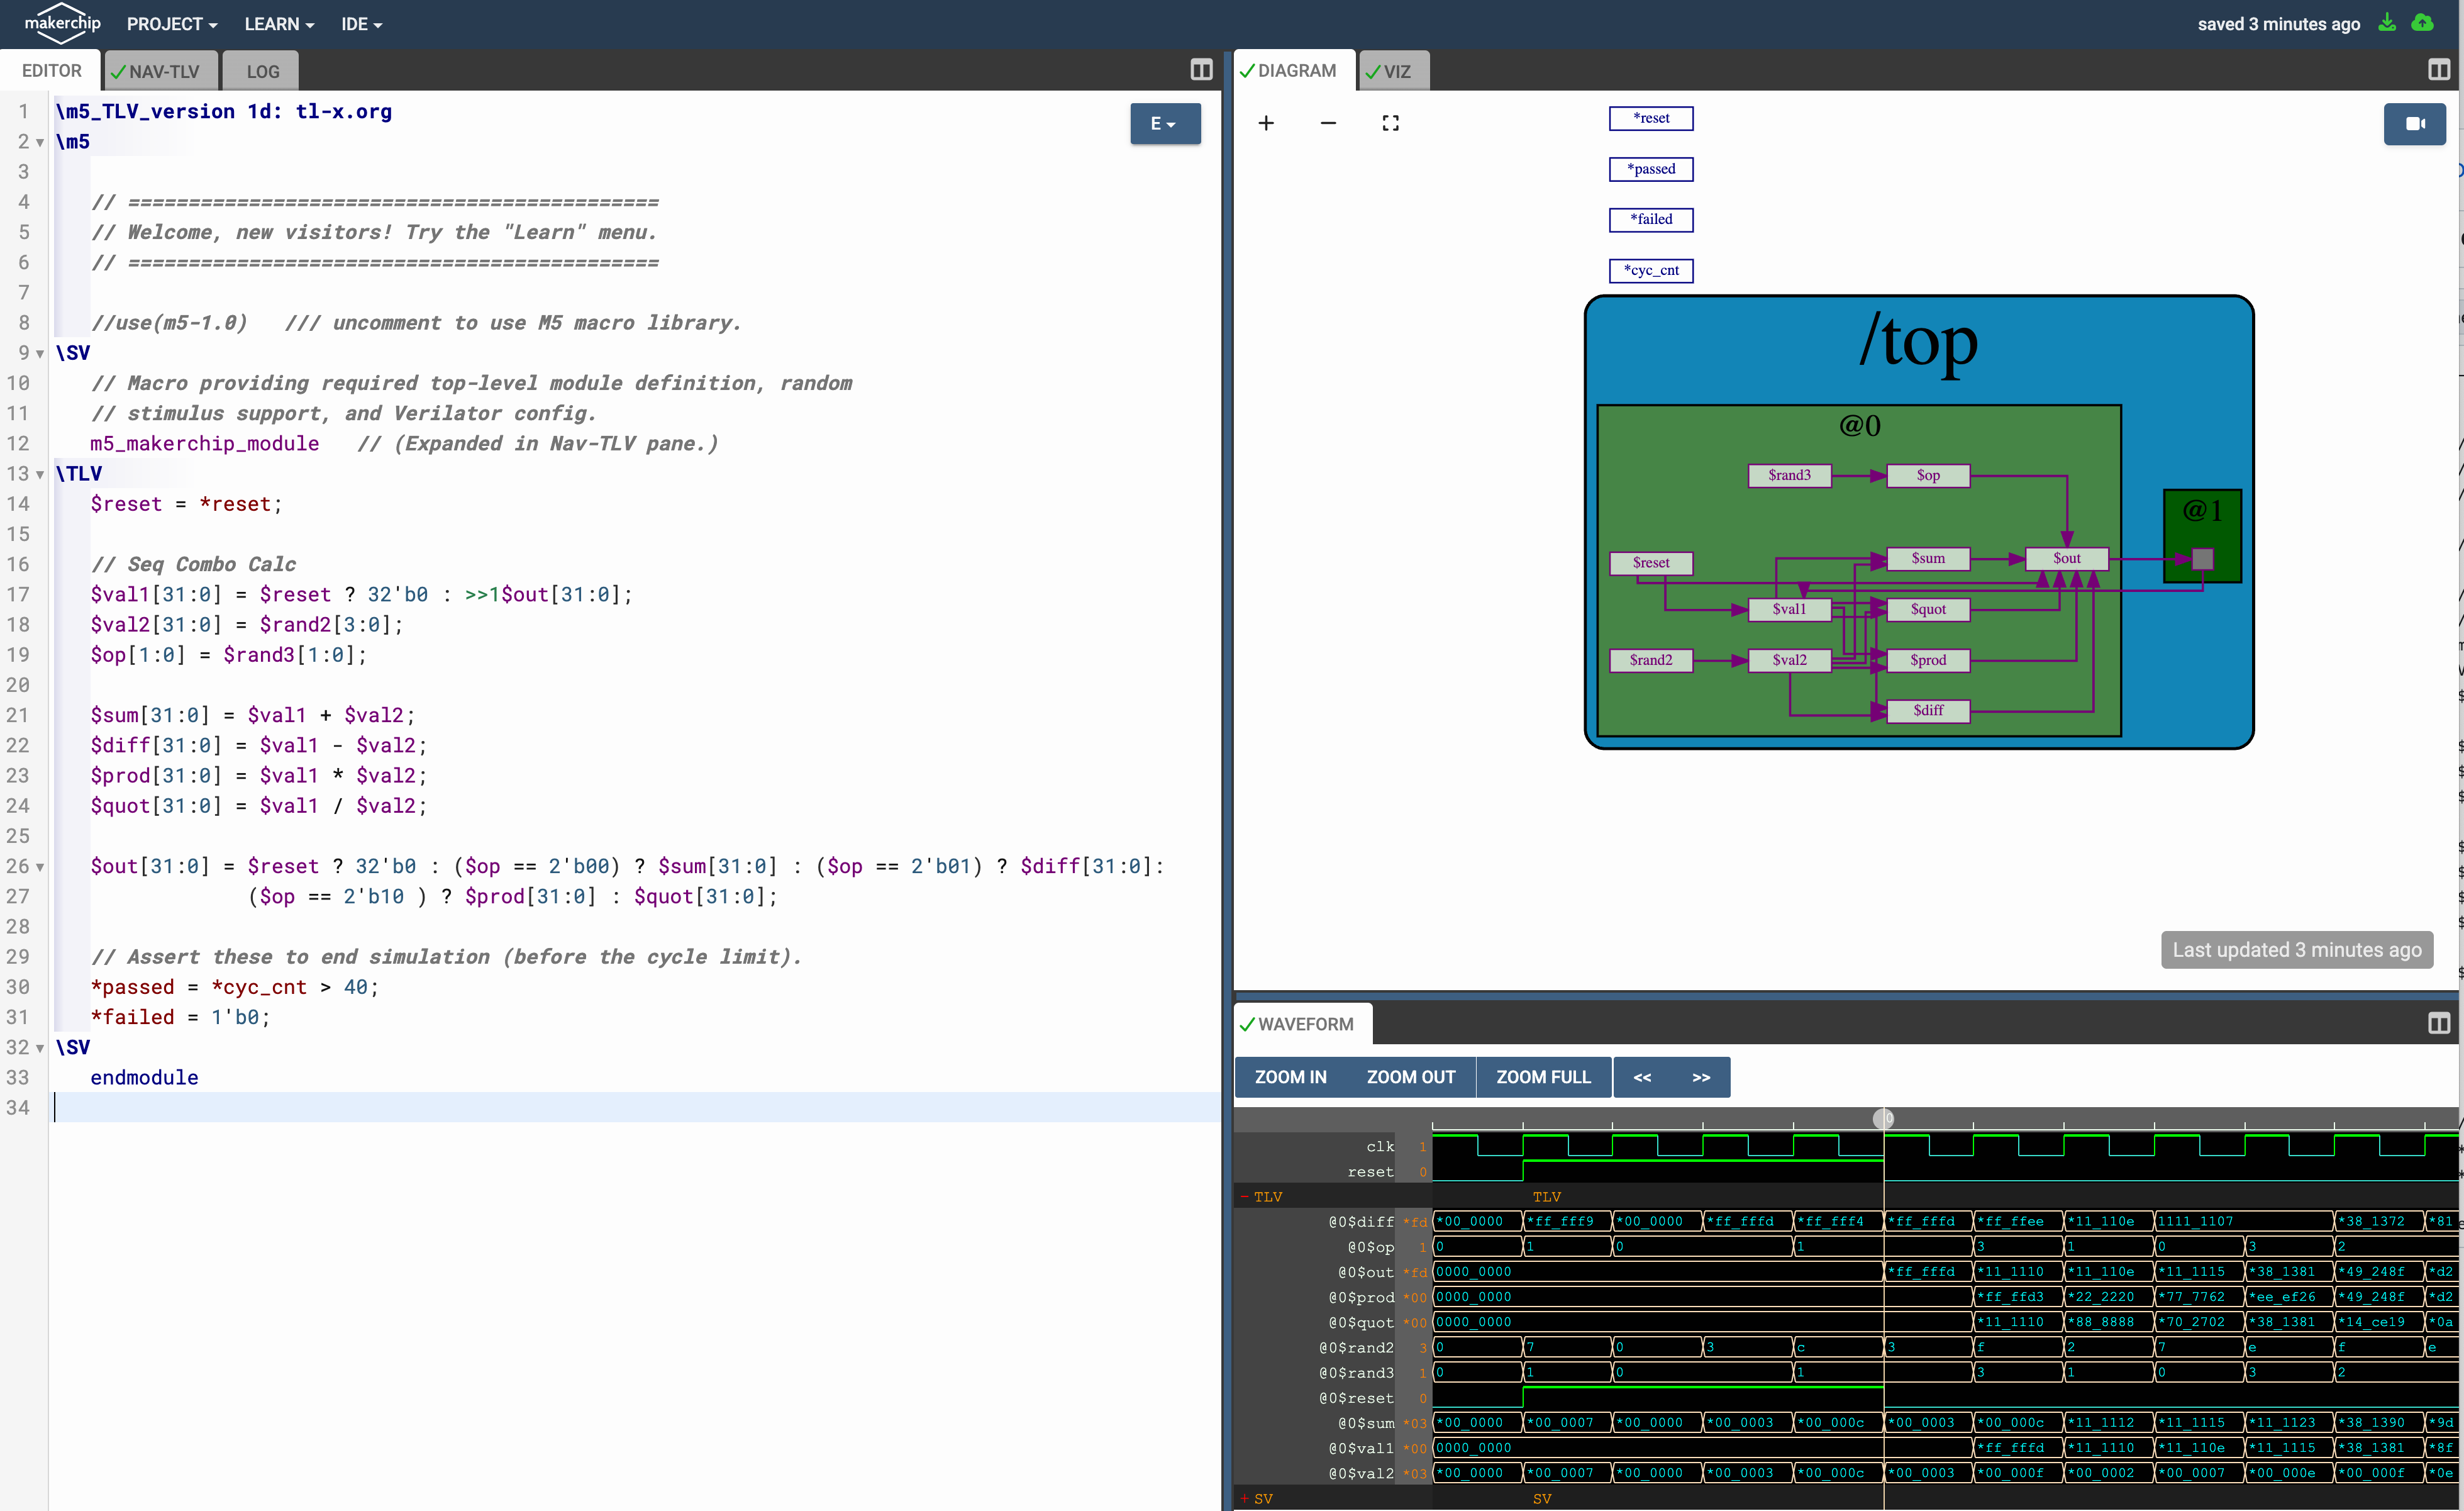 makerchip PROJECT LEARN IDE saved 3 minutes ago
EDITOR NAV-TLV LOG
1 \m5_TLV_version 1d: tl-x.org
2 \m5
3
4 // ============================================
5 // Welcome, new visitors! Try the "Learn" menu.
6 // ============================================
7
8 //use(m5-1.0) /// uncomment to use M5 macro library.
9 \SV
10 // Macro providing required top-level module definition, random
11 // stimulus support, and Verilator config.
12 m5_makerchip_module // (Expanded in Nav-TLV pane.)
13 \TLV
14 $reset = *reset;
15
16 // Seq Combo Calc
17 $val1[31:0] = $reset ? 32'b0 : >>1$out[31:0];
18 $val2[31:0] = $rand2[3:0];
19 $op[1:0] = $rand3[1:0];
20
21 $sum[31:0] = $val1 + $val2;
22 $diff[31:0] = $val1 - $val2;
23 $prod[31:0] = $val1 * $val2;
24 $quot[31:0] = $val1 / $val2;
25
26 $out[31:0] = $reset ? 32'b0 : ($op == 2'b00) ? $sum[31:0] : ($op == 2'b01) ? $diff[31:0]:
27 ($op == 2'b10 ) ? $prod[31:0] : $quot[31:0];
28
29 // Assert these to end simulation (before the cycle limit).
30 *passed = *cyc_cnt > 40;
31 *failed = 1'b0;
32 \SV
33 endmodule
34
E
DIAGRAM VIZ
+ −
*reset
*passed
*failed
*cyc_cnt
/top
@0
@1
$rand3 $op
$reset $sum $out
$val1 $quot
$rand2 $val2 $prod
$diff
Last updated 3 minutes ago
WAVEFORM
ZOOM IN ZOOM OUT ZOOM FULL << >>
clk 1
reset 0
- TLV TLV
@0$diff *fd *00_0000 *ff_fff9 *00_0000 *ff_fffd *ff_fff4 *ff_fffd *ff_ffee *11_110e 1111_1107 *38_1372 *81
@0$op 1 0 1 0 1 3 1 0 3 2
@0$out *fd 0000_0000 *ff_fffd *11_1110 *11_110e *11_1115 *38_1381 *49_248f *d2
@0$prod *00 0000_0000 *ff_ffd3 *22_2220 *77_7762 *ee_ef26 *49_248f *d2
@0$quot *00 0000_0000 *11_1110 *88_8888 *70_2702 *38_1381 *14_ce19 *0a
@0$rand2 3 0 7 0 3 c 3 f 2 7 e f e
@0$rand3 1 0 1 0 1 3 1 0 3 2
@0$reset 0
@0$sum *03 *00_0000 *00_0007 *00_0000 *00_0003 *00_000c *00_0003 *00_000c *11_1112 *11_1115 *11_1123 *38_1390 *9d
@0$val1 *00 0000_0000 *ff_fffd *11_1110 *11_110e *11_1115 *38_1381 *8f
@0$val2 *03 *00_0000 *00_0007 *00_0000 *00_0003 *00_000c *00_0003 *00_000f *00_0002 *00_0007 *00_000e *00_000f *0e
+ SV SV